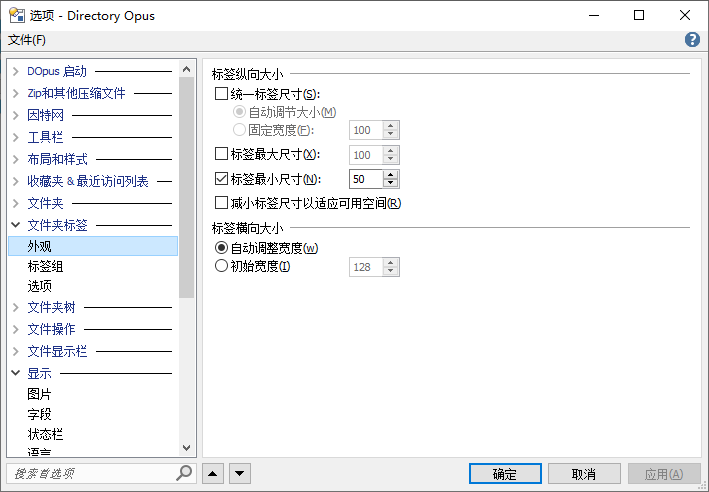 选项 - Directory Opus
文件(F)
DOpus 启动
Zip和其他压缩文件
因特网
工具栏
布局和样式
收藏夹 & 最近访问列表
文件夹
文件夹标签
外观
标签组
选项
文件夹树
文件操作
文件显示栏
显示
图片
字段
状态栏
语言
搜索首选项
标签纵向大小
统一标签尺寸(S):
自动调节大小(M)
固定宽度(F): 100
标签最大尺寸(X): 100
标签最小尺寸(N): 50
减小标签尺寸以适应可用空间(R)
标签横向大小
自动调整宽度(w)
初始宽度(I) 128
确定 取消 应用(A)